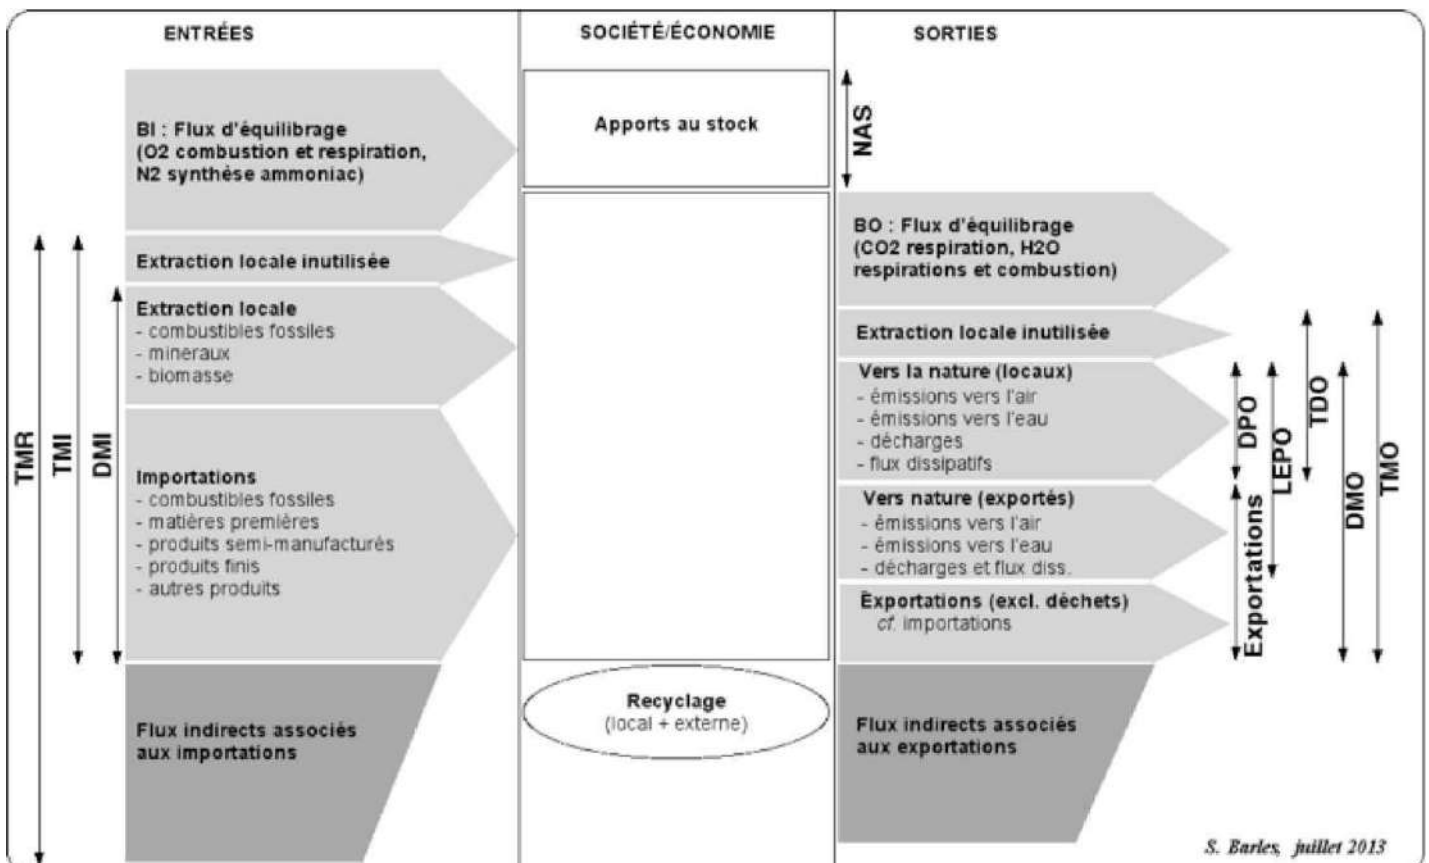 ENTRÉES
SOCIÉTÉ/ÉCONOMIE
SORTIES
BI : Flux d'équilibrage
(O2 combustion et respiration,
N2 synthèse ammoniac)
Extraction locale inutilisée
Extraction locale
- combustibles fossiles
- mineraux
- biomasse
Importations
- combustibles fossiles
- matières premières
- produits semi-manufacturés
- produits finis
- autres produits
Flux indirects associés
aux importations
TMR
TMI
DMI
Apports au stock
Recyclage
(local + externe)
NAS
BO : Flux d'équilibrage
(CO2 respiration, H2O
respirations et combustion)
Extraction locale inutilisée
Vers la nature (locaux)
- émissions vers l'air
- émissions vers l'eau
- décharges
- flux dissipatifs
Vers nature (exportés)
- émissions vers l'air
- émissions vers l'eau
- décharges et flux diss.
Exportations (excl. déchets)
cf. importations
Flux indirects associés
aux exportations
DPO
Exportations
LEPO
TDO
DMO
TMO
S. Barles, juillet 2013